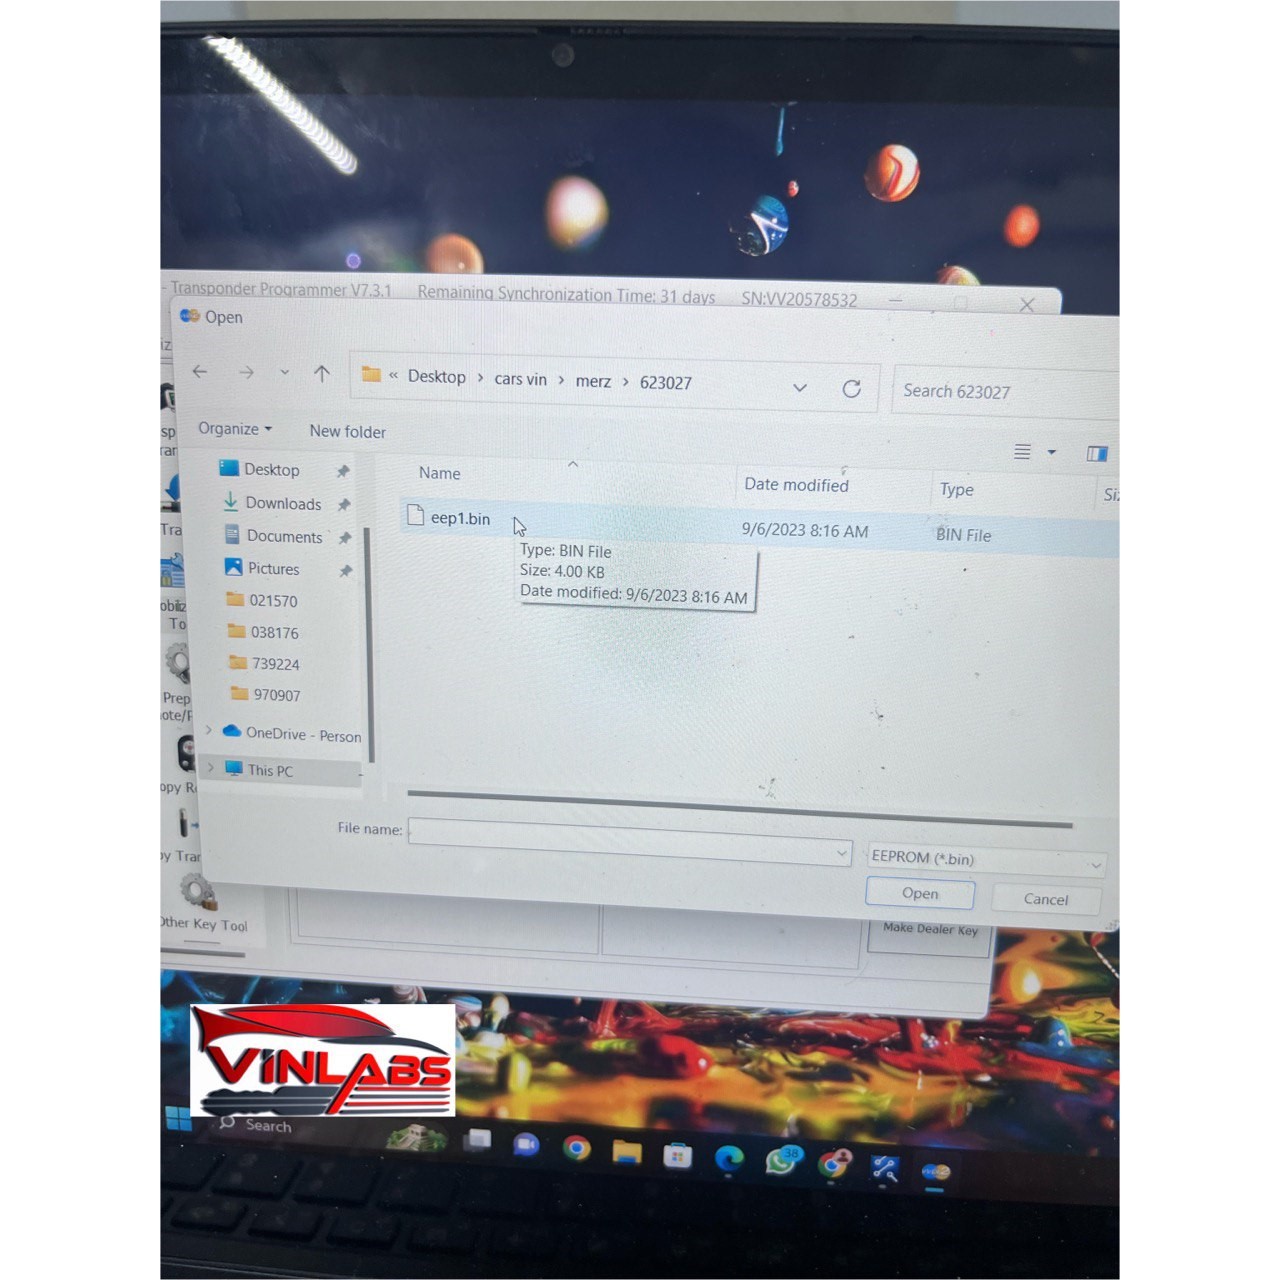 - Transponder Programmer V7.3.1 Remaining Synchronization Time: 31 days SN:VV20578532
Open
« Desktop > cars vin > merz > 623027
Search 623027
Organize
New folder
Name
Date modified
Type
Desktop
Downloads
Documents
Pictures
021570
038176
739224
970907
OneDrive - Person
This PC
eep1.bin
9/6/2023 8:16 AM
BIN File
Type: BIN File
Size: 4.00 KB
Date modified: 9/6/2023 8:16 AM
File name:
EEPROM (*.bin)
Open
Cancel
Other Key Tool
Make Dealer Key
VINLABS
Search
38